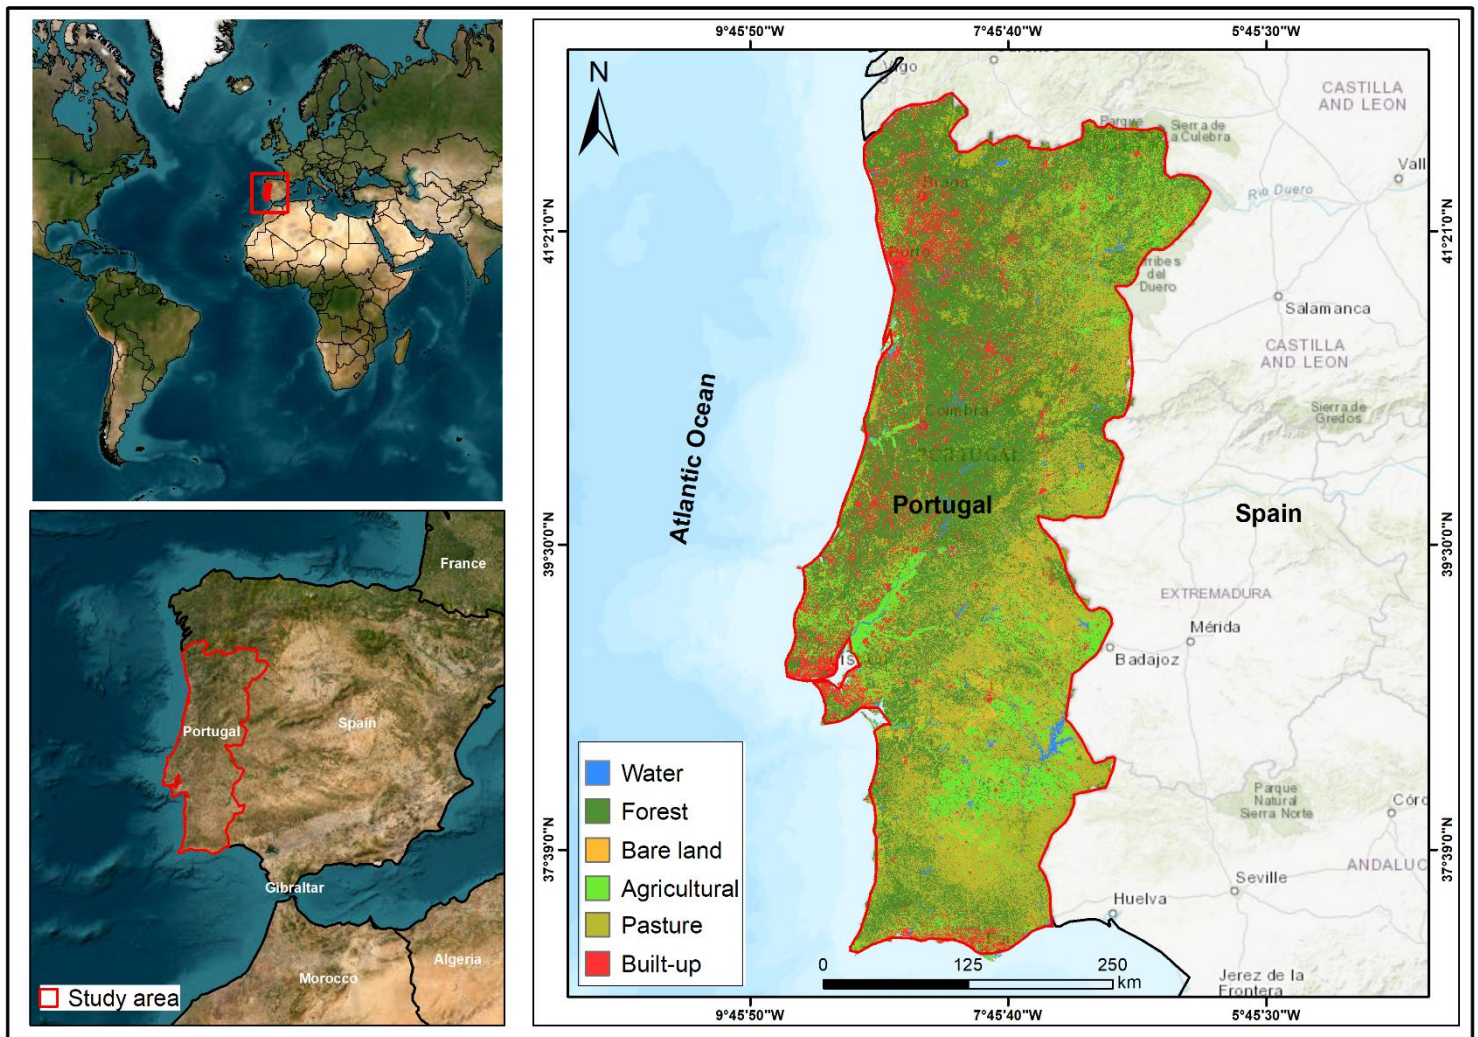 France
Portugal
Spain
Gibraltar
Morocco
Algeria
Study area
9°45'50"W
7°45'40"W
5°45'30"W
41°21'0"N
39°30'0"N
37°39'0"N
N
Vigo
Parque
Sierra de
la Culebra
CASTILLA
AND LEON
Vall
Rio Duero
Braga
Porto
Arribes
del
Duero
Salamanca
CASTILLA
AND LEON
Sierra de
Gredos
Coimbra
PORTUGAL
Atlantic Ocean
Portugal
Spain
EXTREMADURA
Mérida
Badajoz
Parque
Natural
Sierra Norte
Córc
ANDALUC
Seville
Huelva
Jerez de la
Frontera
Water
Forest
Bare land
Agricultural
Pasture
Built-up
0
125
250
km
41°21'0"N
39°30'0"N
37°39'0"N
9°45'50"W
7°45'40"W
5°45'30"W